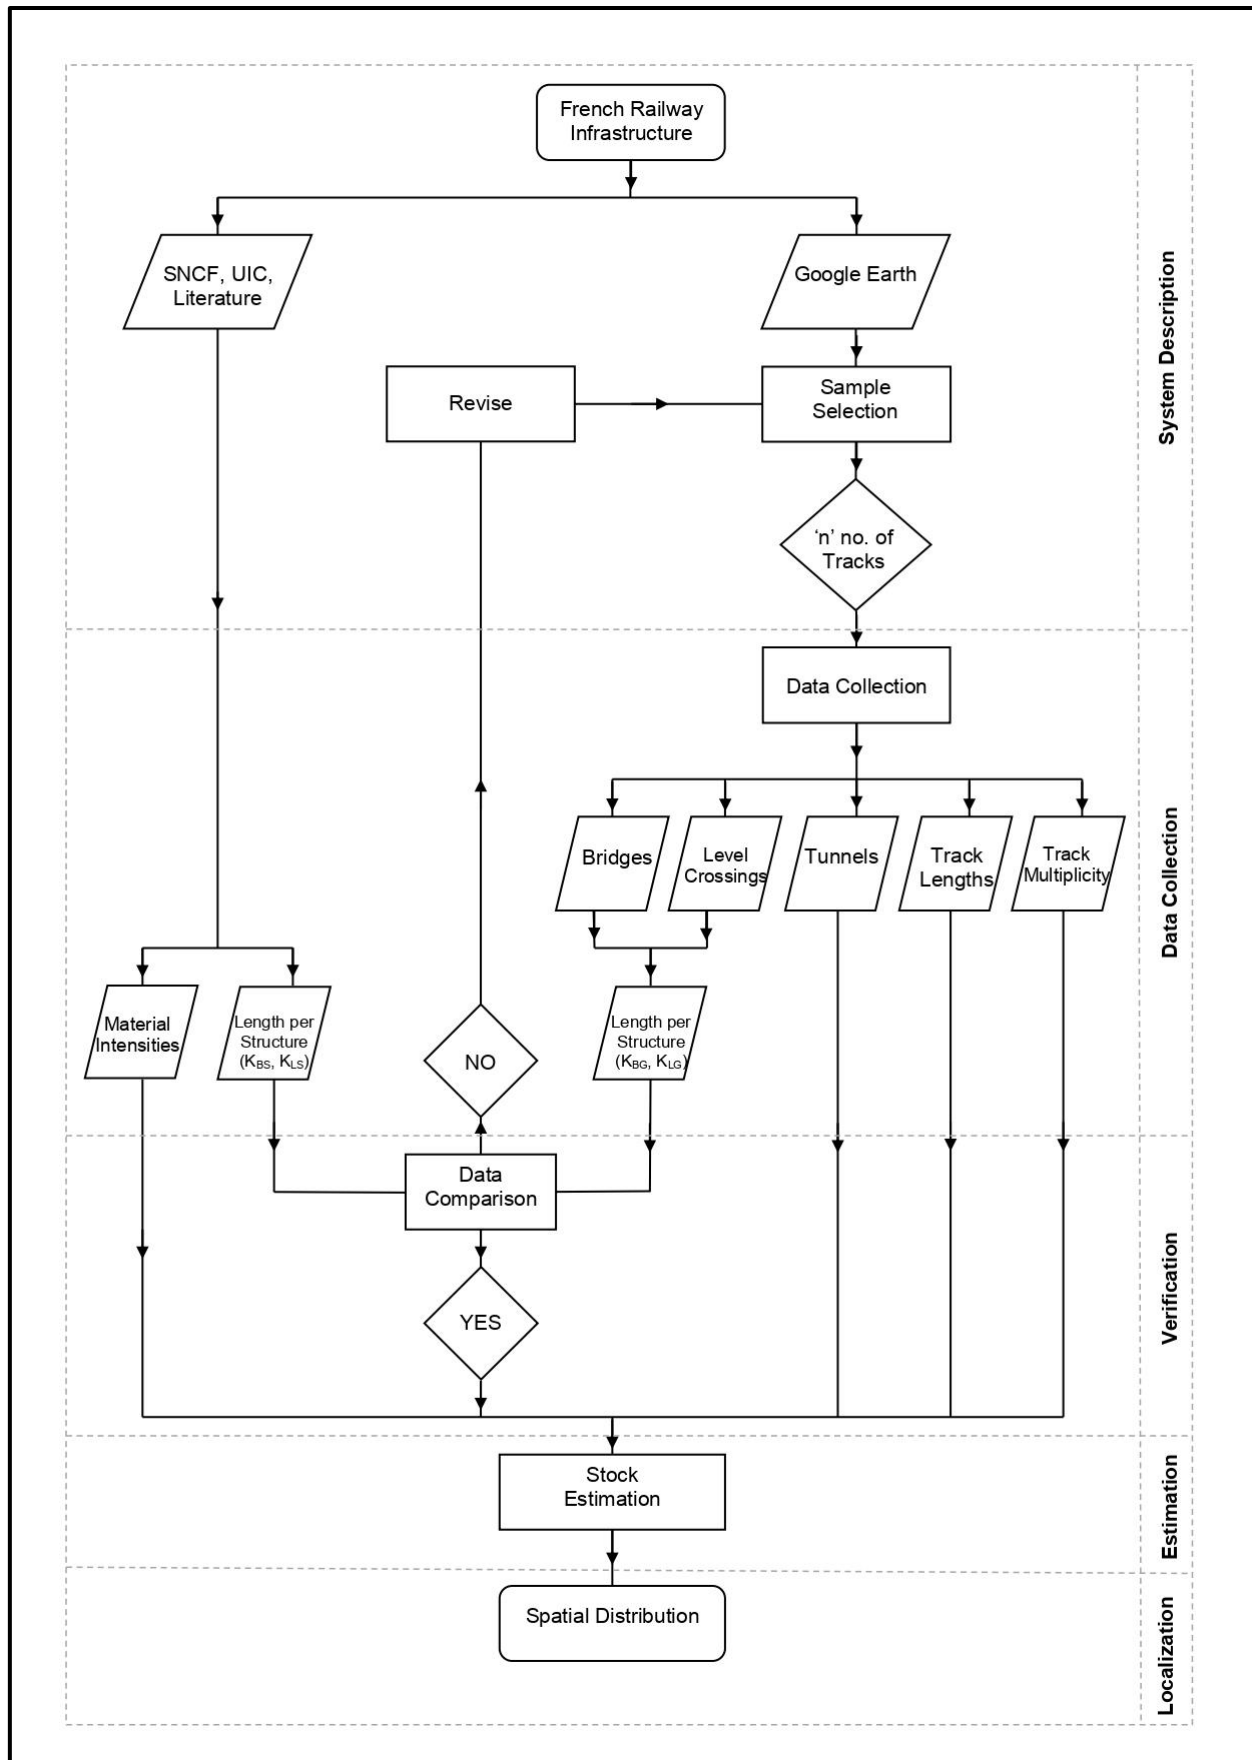 French Railway
Infrastructure
SNCF, UIC,
Literature
Google Earth
Revise
Sample
Selection
‘n’ no. of
Tracks
System Description
Data Collection
Bridges
Level
Crossings
Tunnels
Track
Lengths
Track
Multiplicity
Data Collection
Material
Intensities
Length per
Structure
(KBS, KLS)
NO
Length per
Structure
(KBG, KLG)
Data
Comparison
YES
Verification
Stock
Estimation
Estimation
Spatial Distribution
Localization